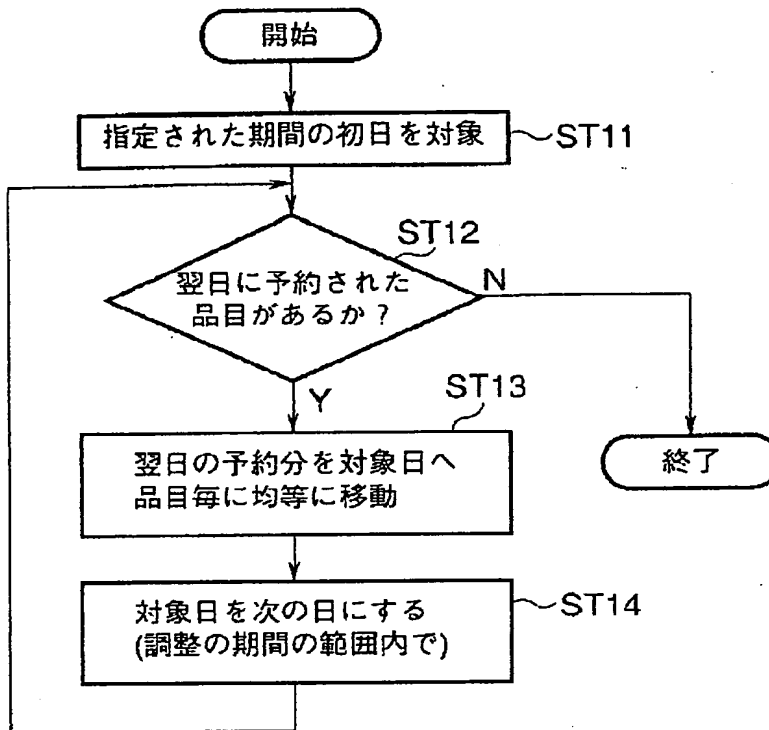 開始
指定された期間の初日を対象
ST11
ST12
翌日に予約された
品目があるか?
N
Y
ST13
翌日の予約分を対象日へ
品目毎に均等に移動
終了
対象日を次の日にする
(調整の期間の範囲内で)
ST14